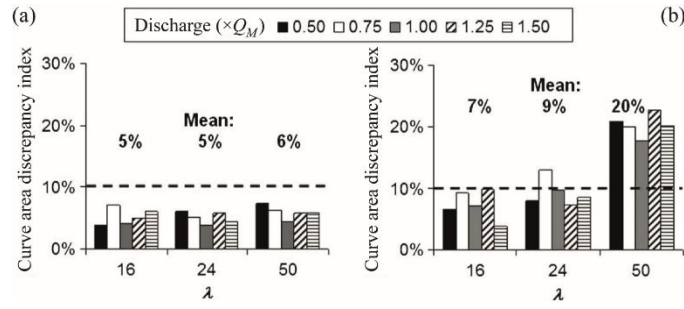 (a)
Discharge (×Q_M) 0.50 0.75 1.00 1.25 1.50
(b)
Curve area discrepancy index
30%
20%
10%
0%
Mean:
5% 5% 6%
16 24 50
λ
Curve area discrepancy index
30%
20%
10%
0%
Mean:
7% 9% 20%
16 24 50
λ